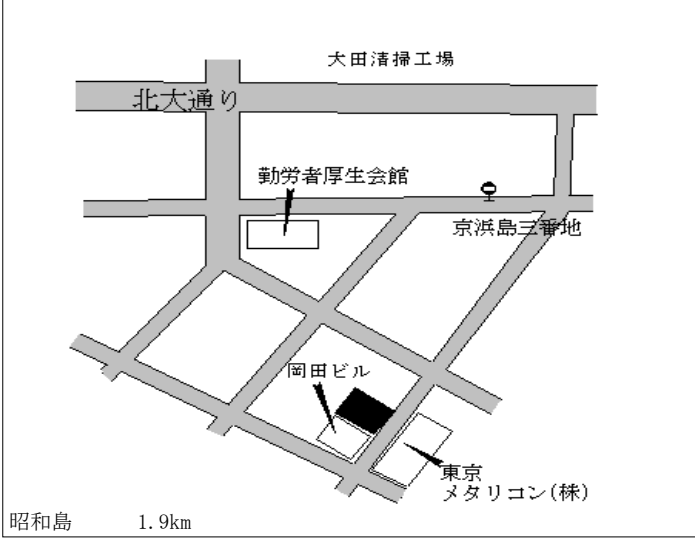 大田清掃工場
北大通り
勤労者厚生会館
京浜島三番地
岡田ビル
東京
メタリコン(株)
昭和島 1.9km